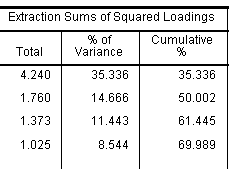 Extraction Sums of Squared Loadings
Total % of Variance Cumulative %
4.240 35.336 35.336
1.760 14.666 50.002
1.373 11.443 61.445
1.025 8.544 69.989